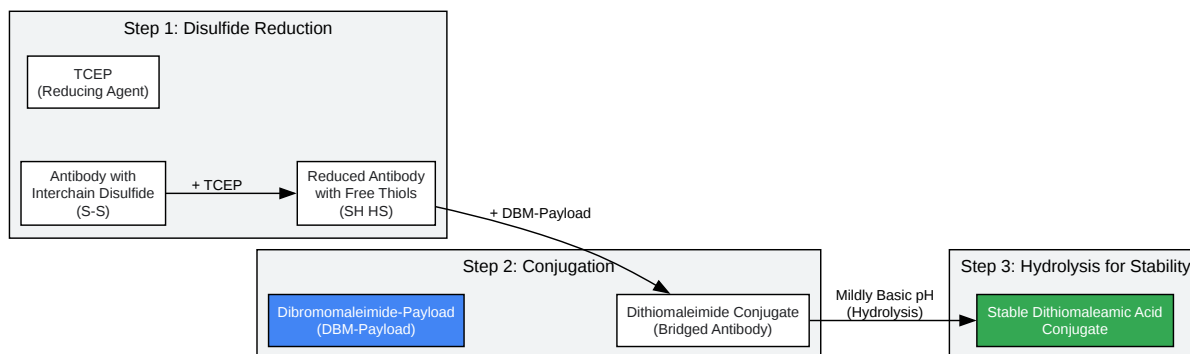 Step 1: Disulfide Reduction
TCEP
(Reducing Agent)
Antibody with
Interchain Disulfide
(S-S)
+ TCEP
Reduced Antibody
with Free Thiols
(SH HS)
+ DBM-Payload
Step 2: Conjugation
Dibromomaleimide-Payload
(DBM-Payload)
Dithiomaleimide Conjugate
(Bridged Antibody)
Mildly Basic pH
(Hydrolysis)
Step 3: Hydrolysis for Stability
Stable Dithiomaleamic Acid
Conjugate